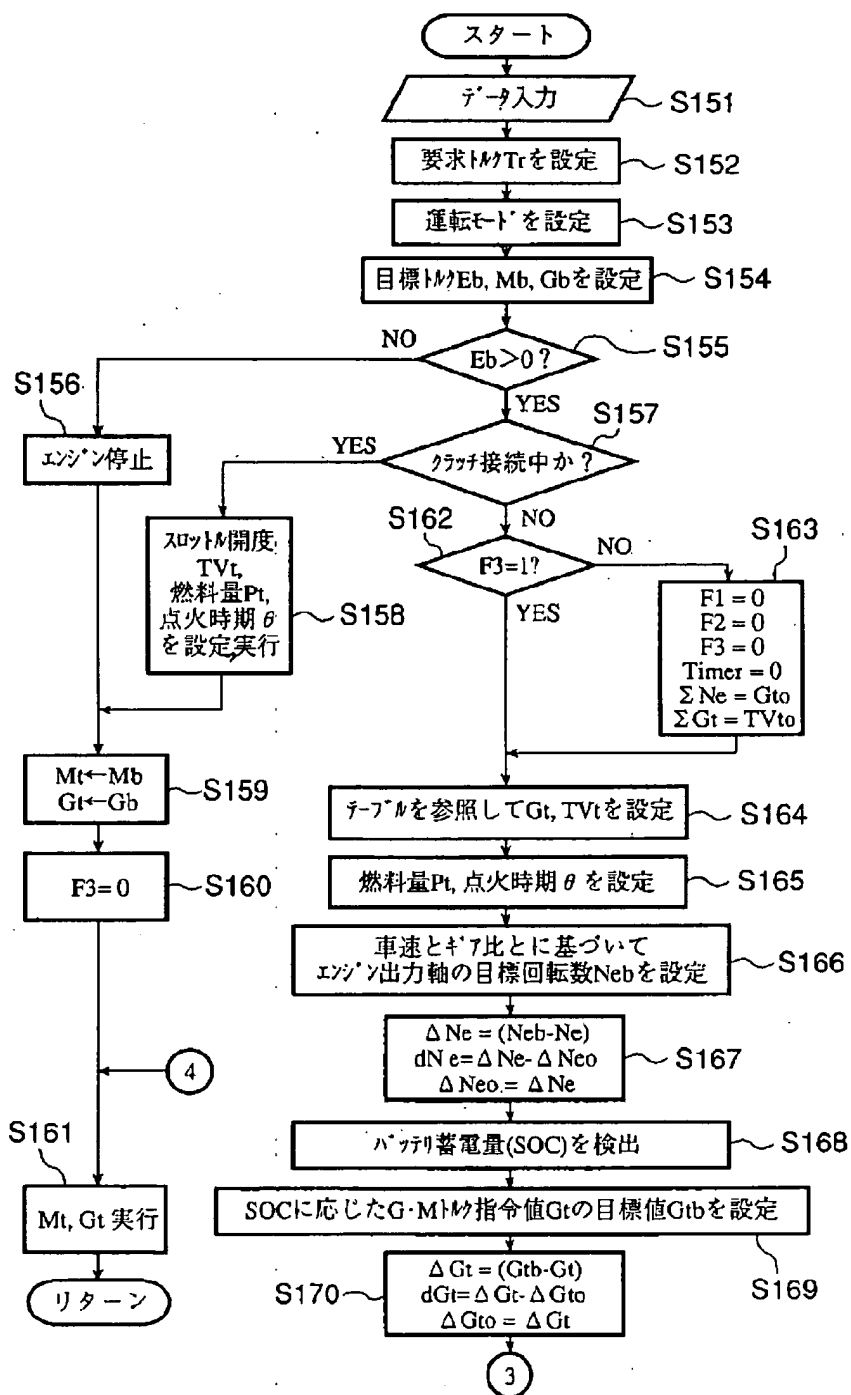 スタート
データ入力
S151
要求トルクTrを設定
S152
運転モードを設定
S153
目標トルクEb, Mb, Gbを設定
S154
Eb>0?
S155
NO
YES
S156
エンジン停止
クラッチ接続中か?
S157
YES
NO
スロットル開度
TVt,
燃料量Pt,
点火時期θ
を設定実行
S158
S162
F3=1?
NO
YES
S163
F1 = 0
F2 = 0
F3 = 0
Timer = 0
ΣNe = Gto
ΣGt = TVto
Mt←Mb
Gt←Gb
S159
F3= 0
S160
テーブルを参照してGt, TVtを設定
S164
燃料量Pt, 点火時期θを設定
S165
車速とギア比とに基づいて
エンジン出力軸の目標回転数Nebを設定
S166
ΔNe = (Neb-Ne)
dNe=ΔNe-ΔNeo
ΔNeo = ΔNe
S167
4
バッテリ蓄電量(SOC)を検出
S168
S161
Mt, Gt 実行
リターン
SOCに応じたG·Mトルク指令値Gtの目標値Gtbを設定
S169
S170
ΔGt = (Gtb-Gt)
dGt=ΔGt-ΔGto
ΔGto = ΔGt
3